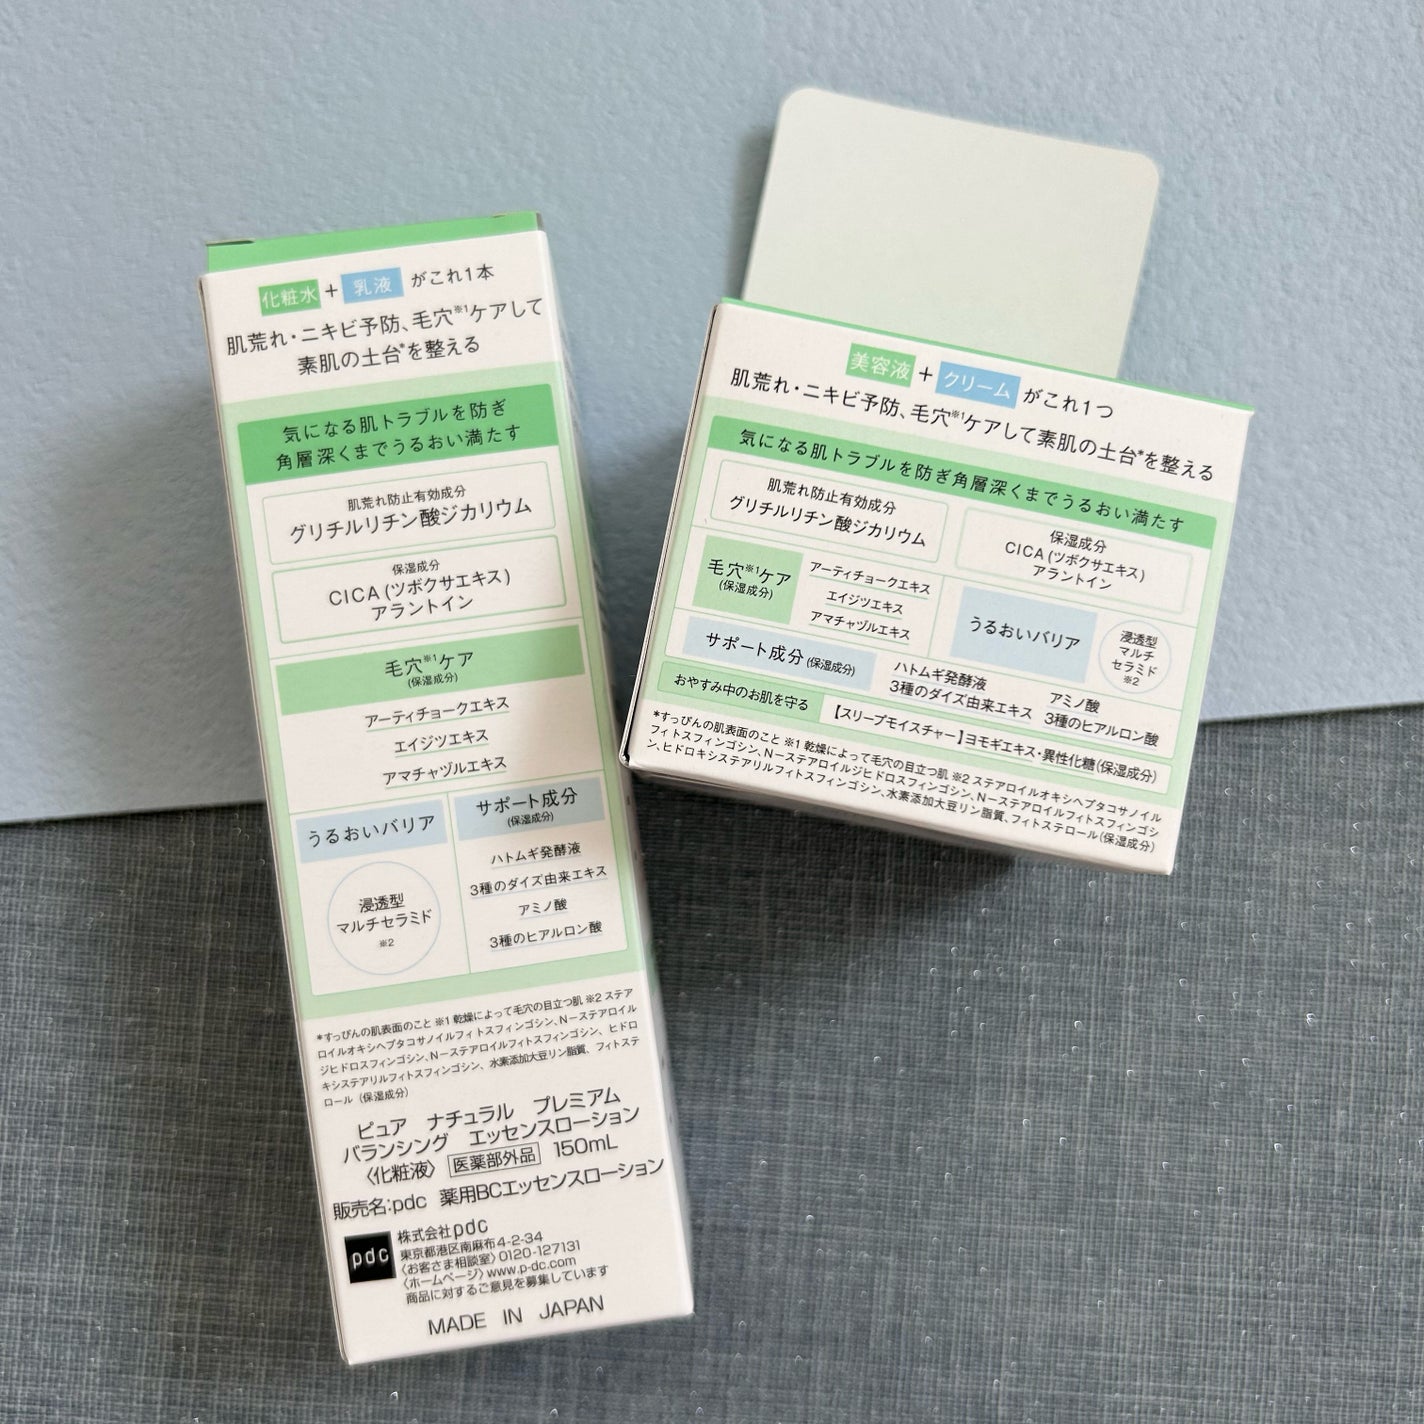 化粧水 + 乳液 がこれ1本
肌荒れ・ニキビ予防、毛穴※1ケアして
素肌の土台*を整える
気になる肌トラブルを防ぎ
角層深くまでうるおい満たす
肌荒れ防止有効成分
グリチルリチン酸ジカリウム
保湿成分
CICA (ツボクサエキス)
アラントイン
毛穴※1ケア
(保湿成分)
アーティチョークエキス
エイジツエキス
アマチャヅルエキス
うるおいバリア
浸透型
マルチセラミド
※2
サポート成分
(保湿成分)
ハトムギ発酵液
3種のダイズ由来エキス
アミノ酸
3種のヒアルロン酸
*すっぴんの肌表面のこと ※1 乾燥によって毛穴の目立つ肌 ※2 ステア
ロイルオキシヘプタコサノイルフィトスフィンゴシン、N－ステアロイル
ジヒドロスフィンゴシン、N－ステアロイルフィトスフィンゴシン、ヒドロ
キシステアリルフィトスフィンゴシン、水素添加大豆リン脂質、フィトステ
ロール (保湿成分)
ピュア ナチュラル プレミアム
バランシング エッセンスローション
〈化粧液〉 医薬部外品 150mL
販売名:pdc 薬用BCエッセンスローション
pdc
株式会社pdc
東京都港区南麻布4-2-34
〈お客さま相談室〉0120-127131
〈ホームページ〉www.p-dc.com
商品に対するご意見を募集しています
MADE IN JAPAN
美容液 + クリーム がこれ1つ
肌荒れ・ニキビ予防、毛穴※1ケアして素肌の土台*を整える
気になる肌トラブルを防ぎ角層深くまでうるおい満たす
肌荒れ防止有効成分
グリチルリチン酸ジカリウム
保湿成分
CICA (ツボクサエキス)
アラントイン
毛穴※1ケア
(保湿成分)
アーティチョークエキス
エイジツエキス
アマチャヅルエキス
うるおいバリア
浸透型
マルチ
セラミド
※2
サポート成分 (保湿成分)
ハトムギ発酵液
3種のダイズ由来エキス
アミノ酸
3種のヒアルロン酸
おやすみ中のお肌を守る
【スリープモイスチャー】ヨモギエキス・異性化糖(保湿成分)
*すっぴんの肌表面のこと ※1 乾燥によって毛穴の目立つ肌 ※2 ステアロイルオキシヘプタコサノイル
フィトスフィンゴシン、N－ステアロイルジヒドロスフィンゴシン、N－ステアロイルフィトスフィンゴシ
ン、ヒドロキシステアリルフィトスフィンゴシン、水素添加大豆リン脂質、フィトステロール(保湿成分)